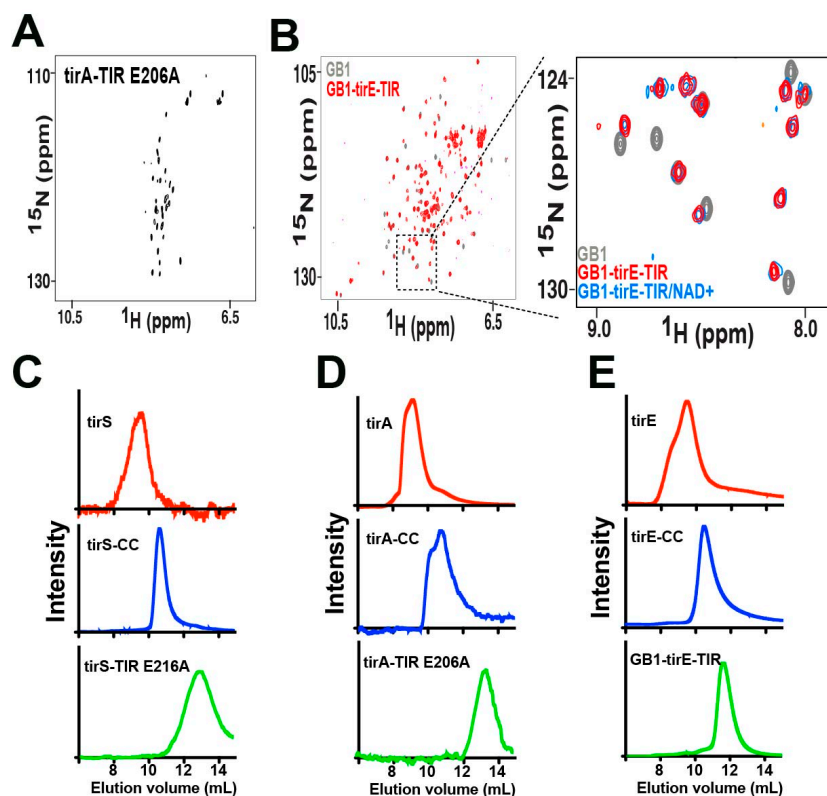 A
tirA-TIR E206A
110
130
15N (ppm)
10.5
6.5
1H (ppm)
B
GB1
GB1-tirE-TIR
105
130
15N (ppm)
10.5
6.5
1H (ppm)
124
130
15N (ppm)
GB1
GB1-tirE-TIR
GB1-tirE-TIR/NAD+
9.0
8.0
1H (ppm)
C
tirS
tirS-CC
tirS-TIR E216A
Intensity
8 10 12 14
Elution volume (mL)
D
tirA
tirA-CC
tirA-TIR E206A
Intensity
8 10 12 14
Elution volume (mL)
E
tirE
tirE-CC
GB1-tirE-TIR
Intensity
8 10 12 14
Elution volume (mL)